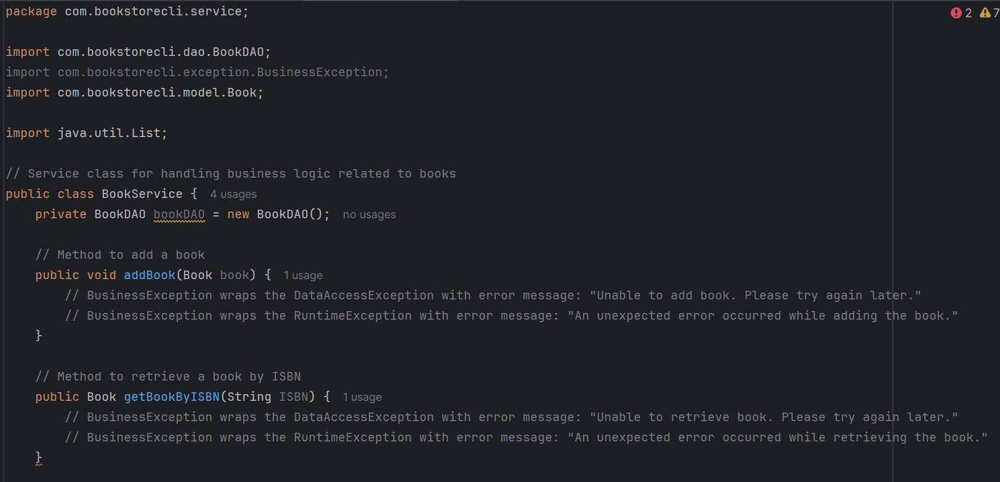 package com.bookstorecli.service;
2 7
import com.bookstorecli.dao.BookDAO;
import com.bookstorecli.exception.BusinessException;
import com.bookstorecli.model.Book;
import java.util.List;
// Service class for handling business logic related to books
public class BookService { 4 usages
private BookDAO bookDAO = new BookDAO(); no usages
// Method to add a book
public void addBook(Book book) { 1 usage
// BusinessException wraps the DataAccessException with error message: "Unable to add book. Please try again later."
// BusinessException wraps the RuntimeException with error message: "An unexpected error occurred while adding the book."
}
// Method to retrieve a book by ISBN
public Book getBookByISBN(String ISBN) { 1 usage
// BusinessException wraps the DataAccessException with error message: "Unable to retrieve book. Please try again later."
// BusinessException wraps the RuntimeException with error message: "An unexpected error occurred while retrieving the book."
}